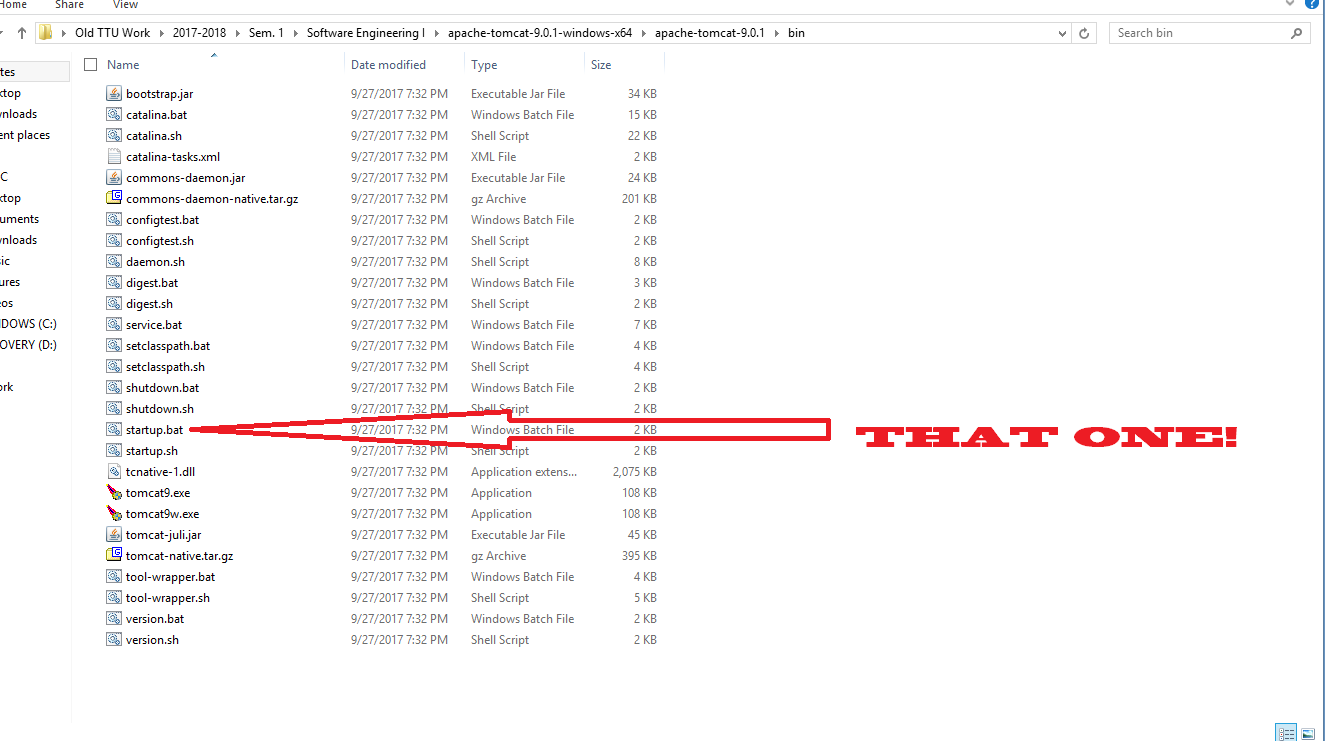 Home Share View
Old TTU Work 2017-2018 Sem. 1 Software Engineering I apache-tomcat-9.0.1-windows-x64 apache-tomcat-9.0.1 bin Search bin
Name Date modified Type Size
bootstrap.jar 9/27/2017 7:32 PM Executable Jar File 34 KB
catalina.bat 9/27/2017 7:32 PM Windows Batch File 15 KB
catalina.sh 9/27/2017 7:32 PM Shell Script 22 KB
catalina-tasks.xml 9/27/2017 7:32 PM XML File 2 KB
commons-daemon.jar 9/27/2017 7:32 PM Executable Jar File 24 KB
commons-daemon-native.tar.gz 9/27/2017 7:32 PM gz Archive 201 KB
configtest.bat 9/27/2017 7:32 PM Windows Batch File 2 KB
configtest.sh 9/27/2017 7:32 PM Shell Script 2 KB
daemon.sh 9/27/2017 7:32 PM Shell Script 8 KB
digest.bat 9/27/2017 7:32 PM Windows Batch File 3 KB
digest.sh 9/27/2017 7:32 PM Shell Script 2 KB
service.bat 9/27/2017 7:32 PM Windows Batch File 7 KB
setclasspath.bat 9/27/2017 7:32 PM Windows Batch File 4 KB
setclasspath.sh 9/27/2017 7:32 PM Shell Script 4 KB
shutdown.bat 9/27/2017 7:32 PM Windows Batch File 2 KB
shutdown.sh 9/27/2017 7:32 PM Shell Script 2 KB
startup.bat 9/27/2017 7:32 PM Windows Batch File 2 KB THAT ONE!
startup.sh 9/27/2017 7:32 PM Shell Script 2 KB
tcnative-1.dll 9/27/2017 7:32 PM Application extens... 2,075 KB
tomcat9.exe 9/27/2017 7:32 PM Application 108 KB
tomcat9w.exe 9/27/2017 7:32 PM Application 108 KB
tomcat-juli.jar 9/27/2017 7:32 PM Executable Jar File 45 KB
tomcat-native.tar.gz 9/27/2017 7:32 PM gz Archive 395 KB
tool-wrapper.bat 9/27/2017 7:32 PM Windows Batch File 4 KB
tool-wrapper.sh 9/27/2017 7:32 PM Shell Script 5 KB
version.bat 9/27/2017 7:32 PM Windows Batch File 2 KB
version.sh 9/27/2017 7:32 PM Shell Script 2 KB
tes
ktop
wnloads
ent places
C
ktop
uments
wnloads
sic
ures
eos
IDOWS (C:)
OVERY (D:)
ork